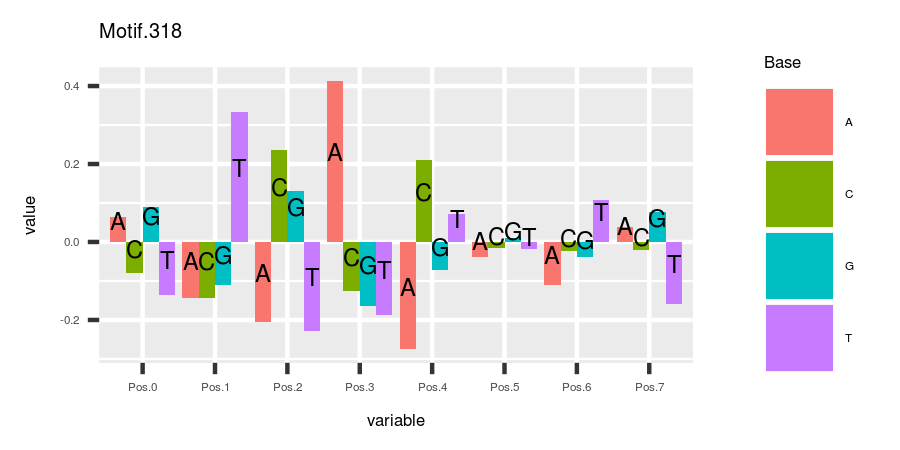 Motif.318
value
0.4
0.2
0.0
-0.2
A C G T A C G T A C G T A C G T A C G T A C G T A C G T A C G T
Pos.0 Pos.1 Pos.2 Pos.3 Pos.4 Pos.5 Pos.6 Pos.7
variable
Base
A
C
G
T